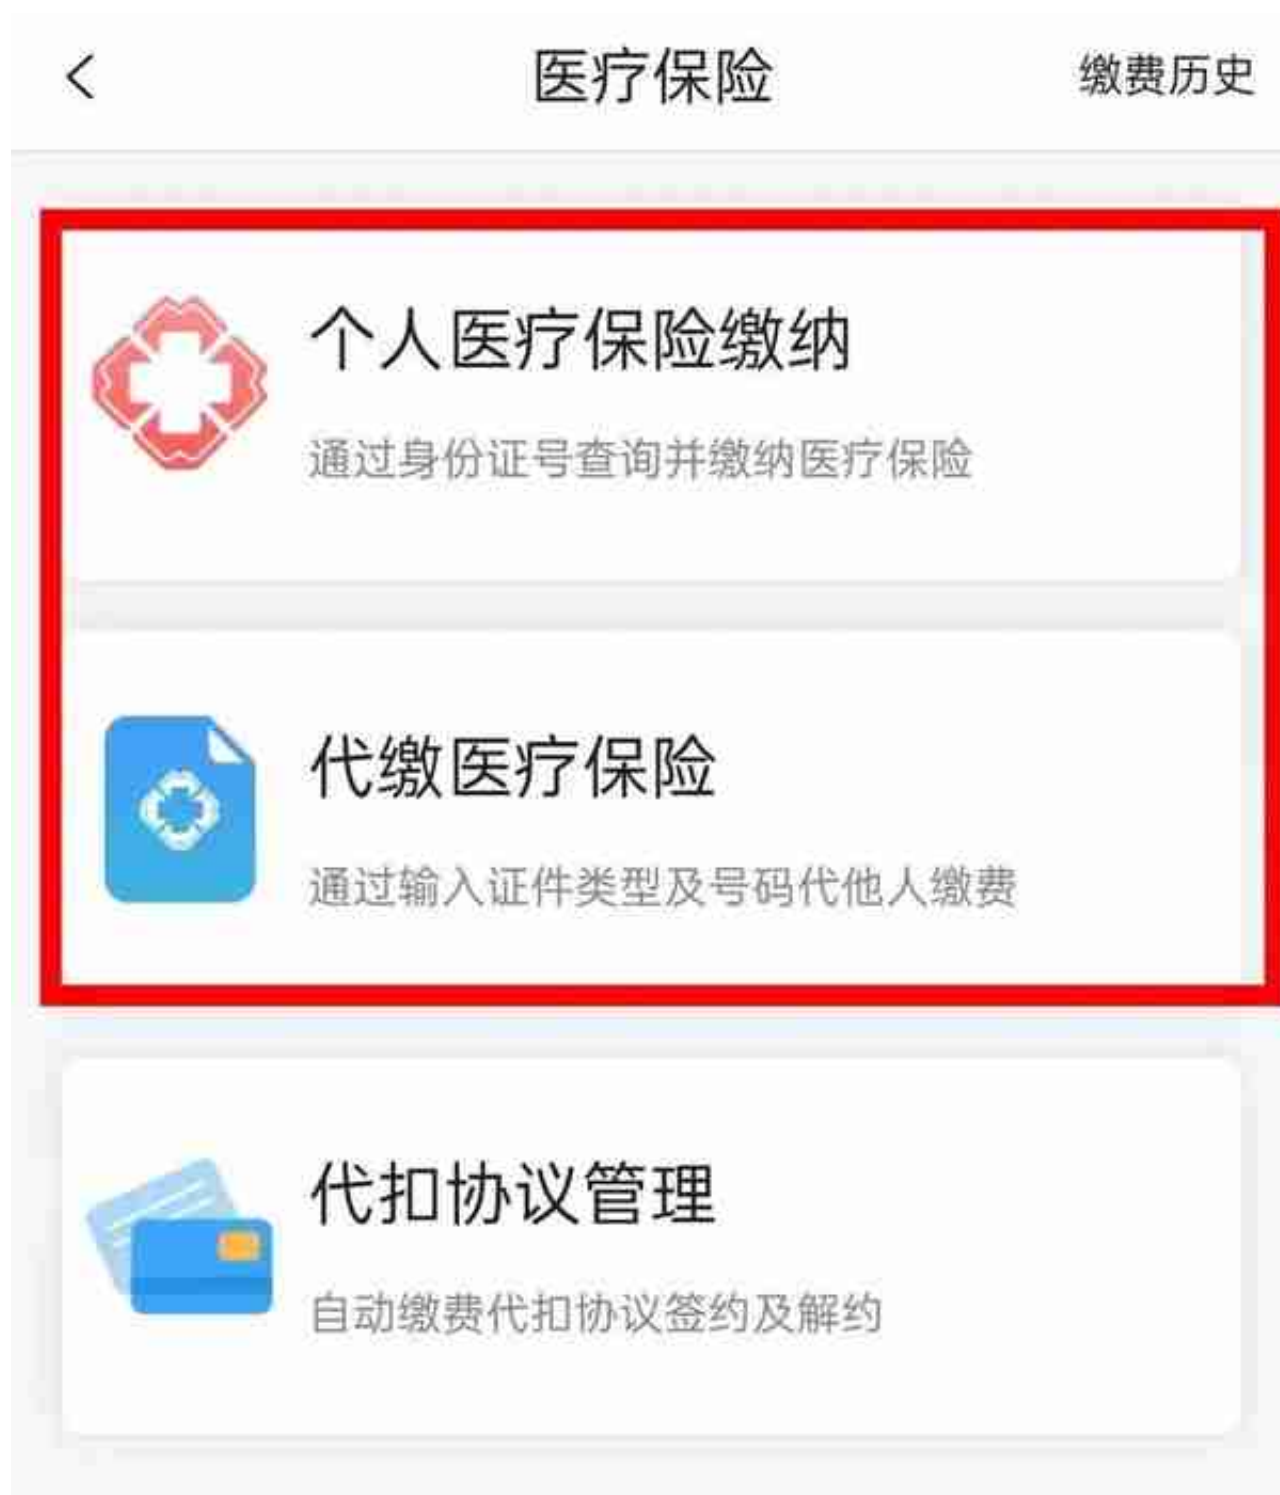 医疗保险 缴费历史
个人医疗保险缴纳
通过身份证号查询并缴纳医疗保险
代缴医疗保险
通过输入证件类型及号码代他人缴费
代扣协议管理
自动缴费代扣协议签约及解约